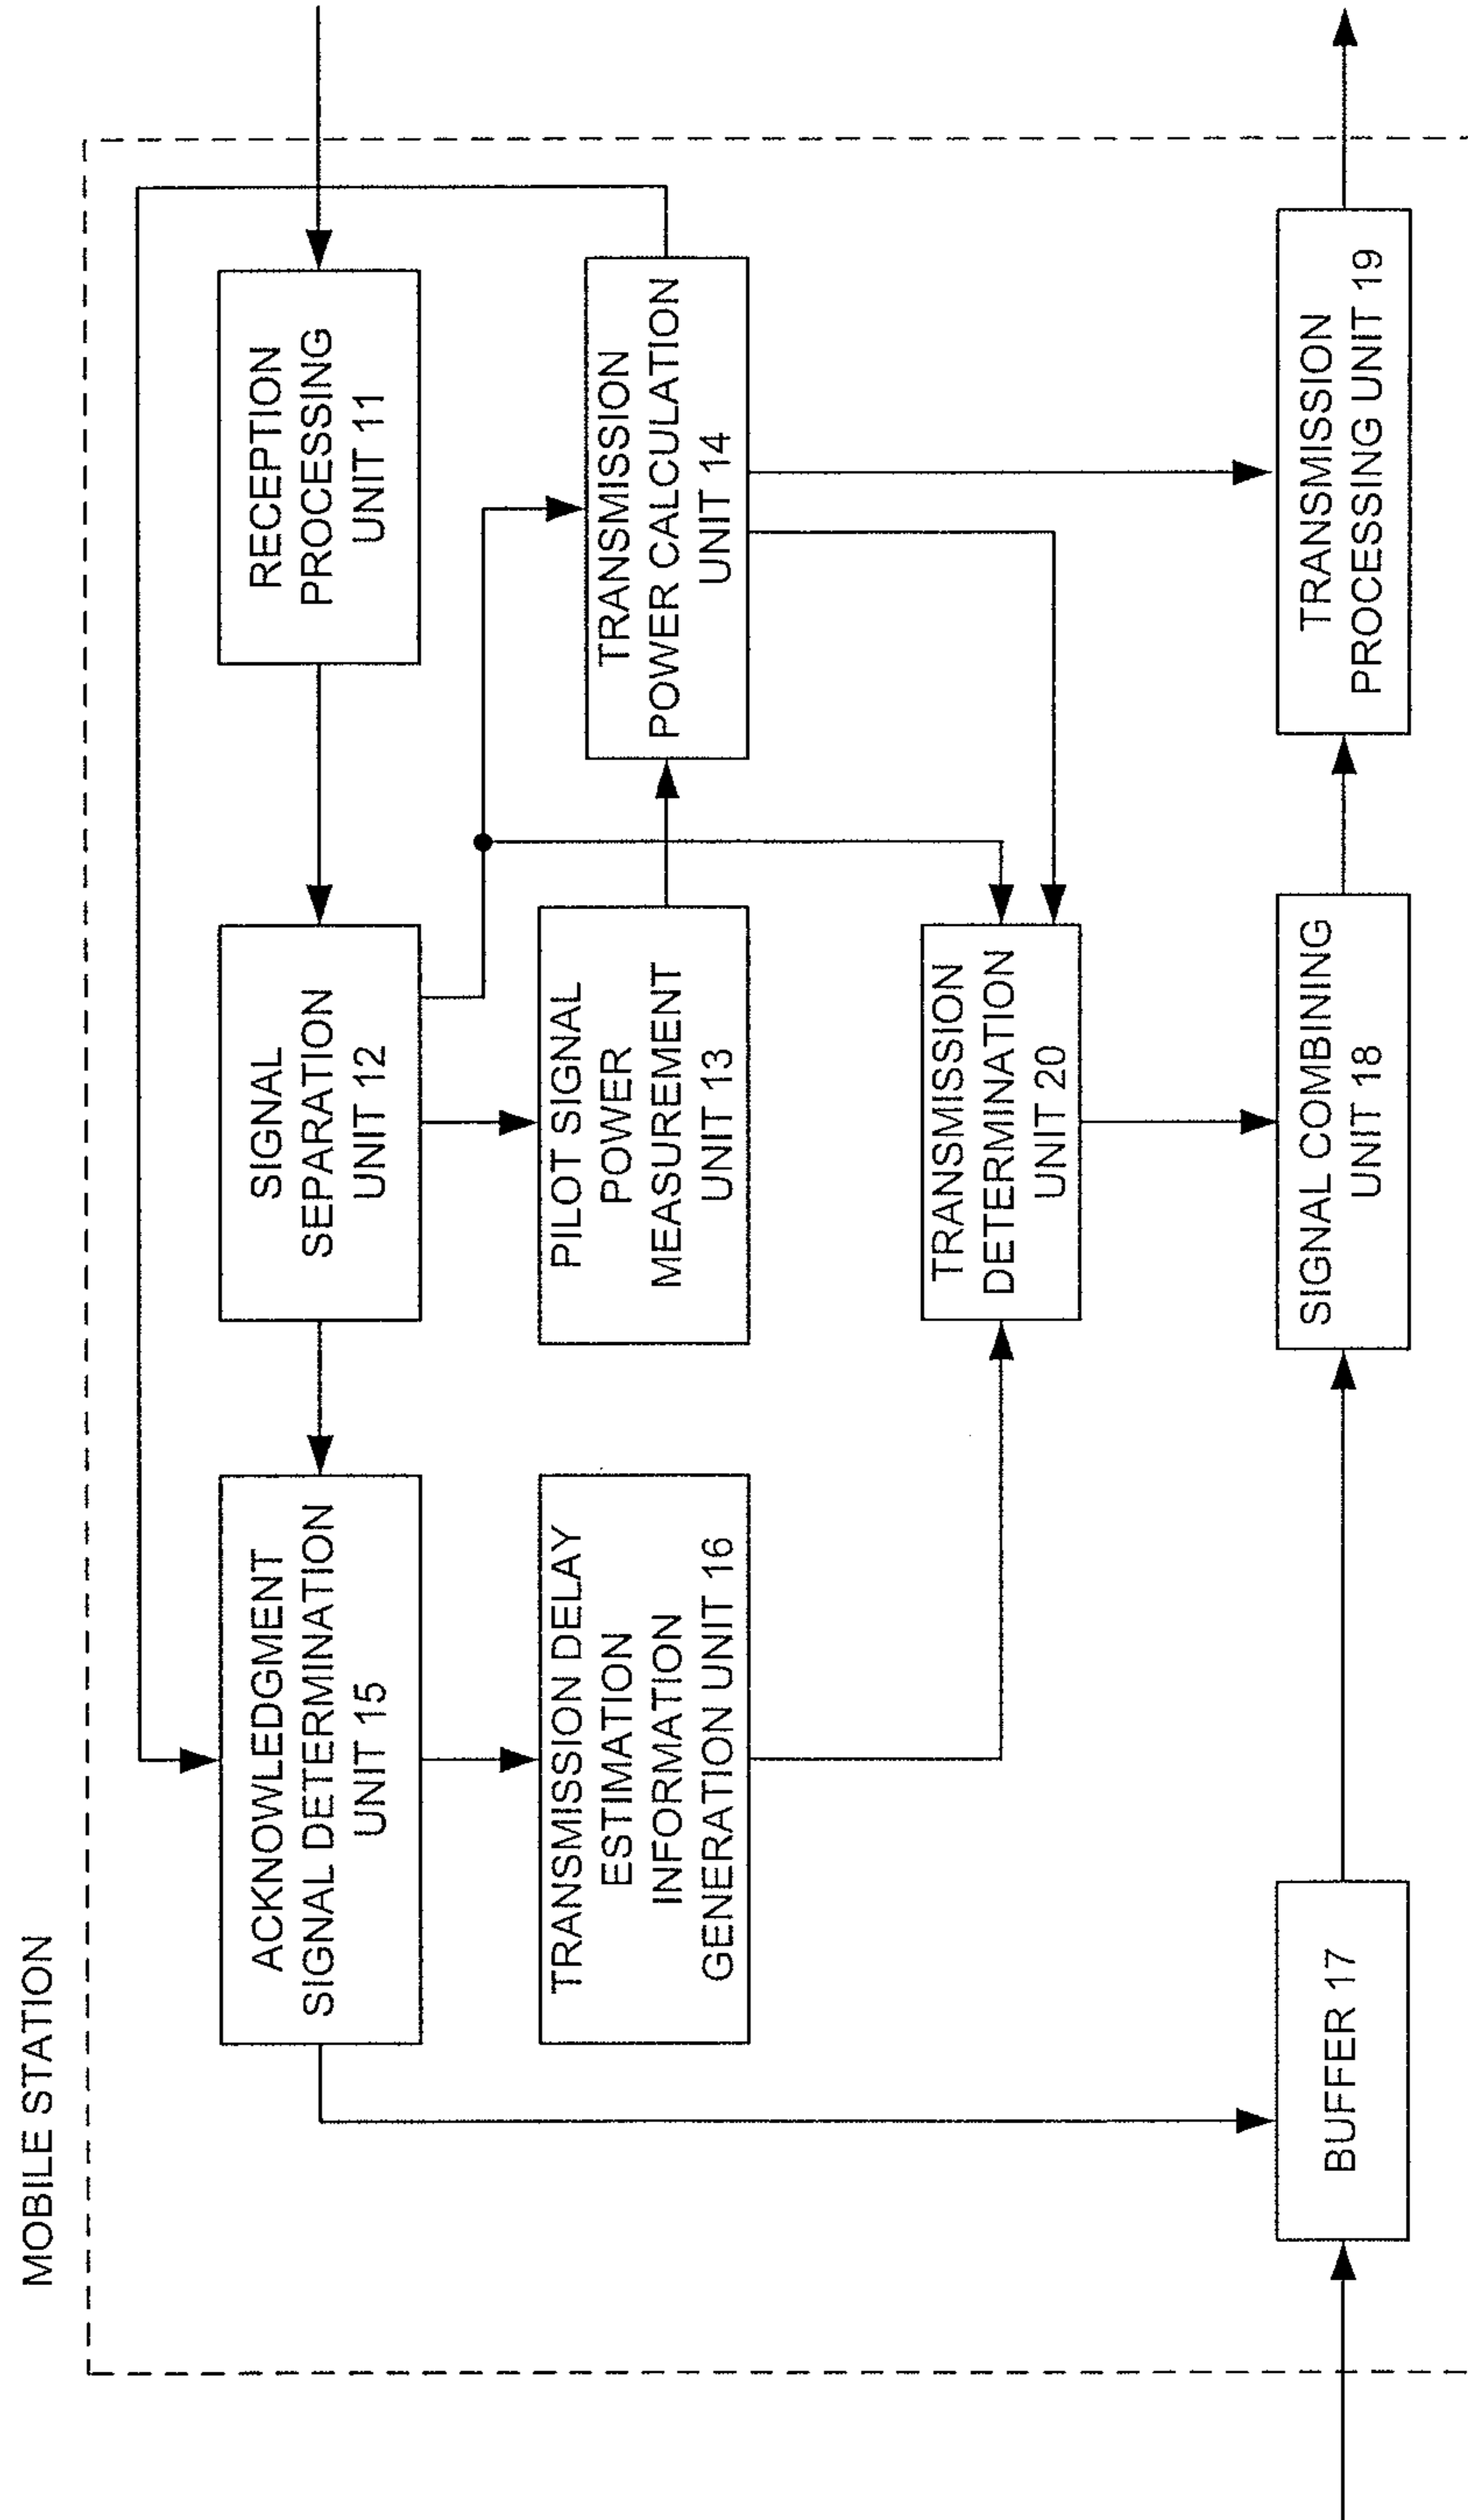 MOBILE STATION
ACKNOWLEDGMENT
SIGNAL DETERMINATION
UNIT 15
SIGNAL
SEPARATION
UNIT 12
RECEPTION
PROCESSING
UNIT 11
TRANSMISSION DELAY
ESTIMATION
INFORMATION
GENERATION UNIT 16
PILOT SIGNAL
POWER
MEASUREMENT
UNIT 13
TRANSMISSION
POWER CALCULATION
UNIT 14
TRANSMISSION
DETERMINATION
UNIT 20
BUFFER 17
SIGNAL COMBINING
UNIT 18
TRANSMISSION
PROCESSING UNIT 19